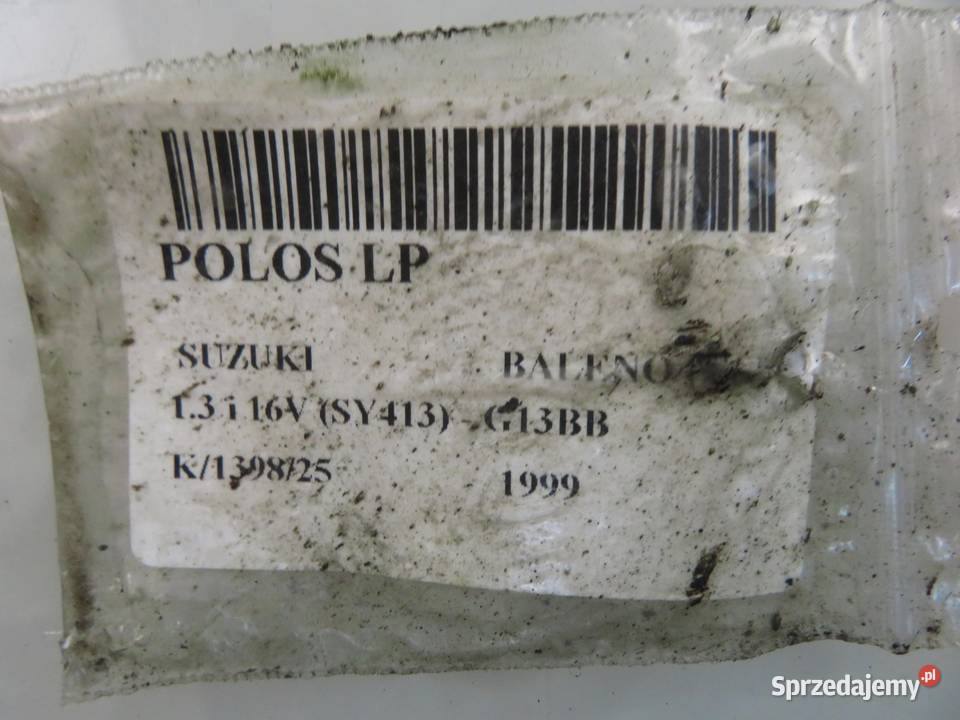 POLOS LP
SUZUKI BALENO
1.3 i 16V (SY413) - G13BB
K/1398/25 1999
Sprzedajemy.pl